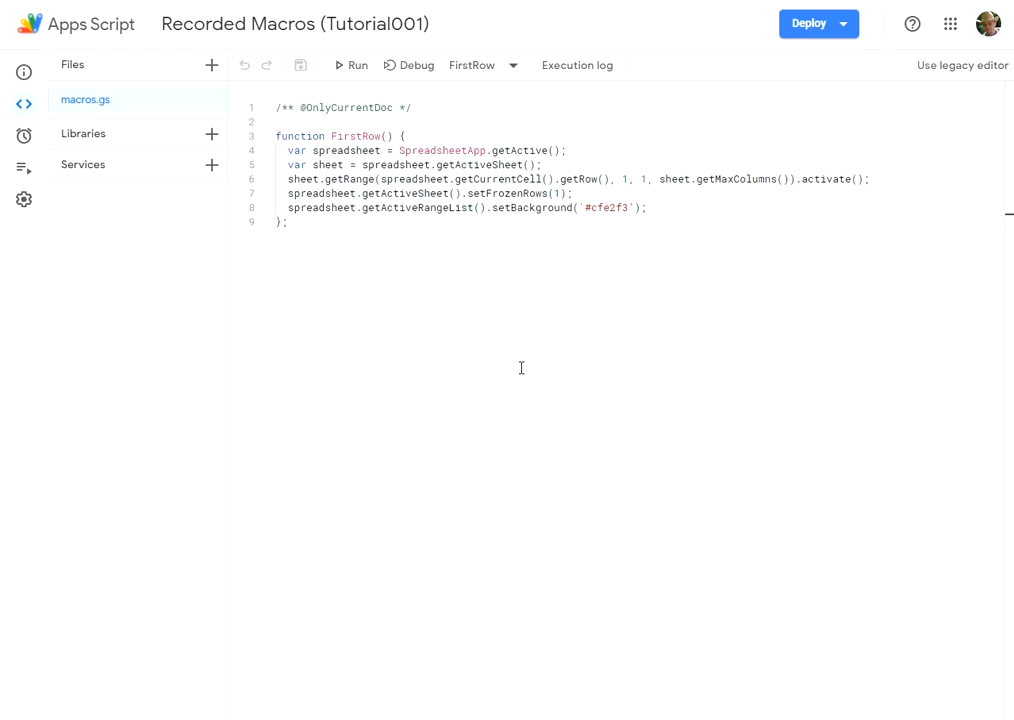 Apps Script
Recorded Macros (Tutorial001)
Deploy
Files
Run
Debug
FirstRow
Execution log
Use legacy editor
macros.gs
Libraries
Services
1 /** @OnlyCurrentDoc */
2
3 function FirstRow() {
4 var spreadsheet = SpreadsheetApp.getActive();
5 var sheet = spreadsheet.getActiveSheet();
6 sheet.getRange(spreadsheet.getCurrentCell().getRow(), 1, 1, sheet.getMaxColumns()).activate();
7 spreadsheet.getActiveSheet().setFrozenRows(1);
8 spreadsheet.getActiveRangeList().setBackground('#cfe2f3');
9 };